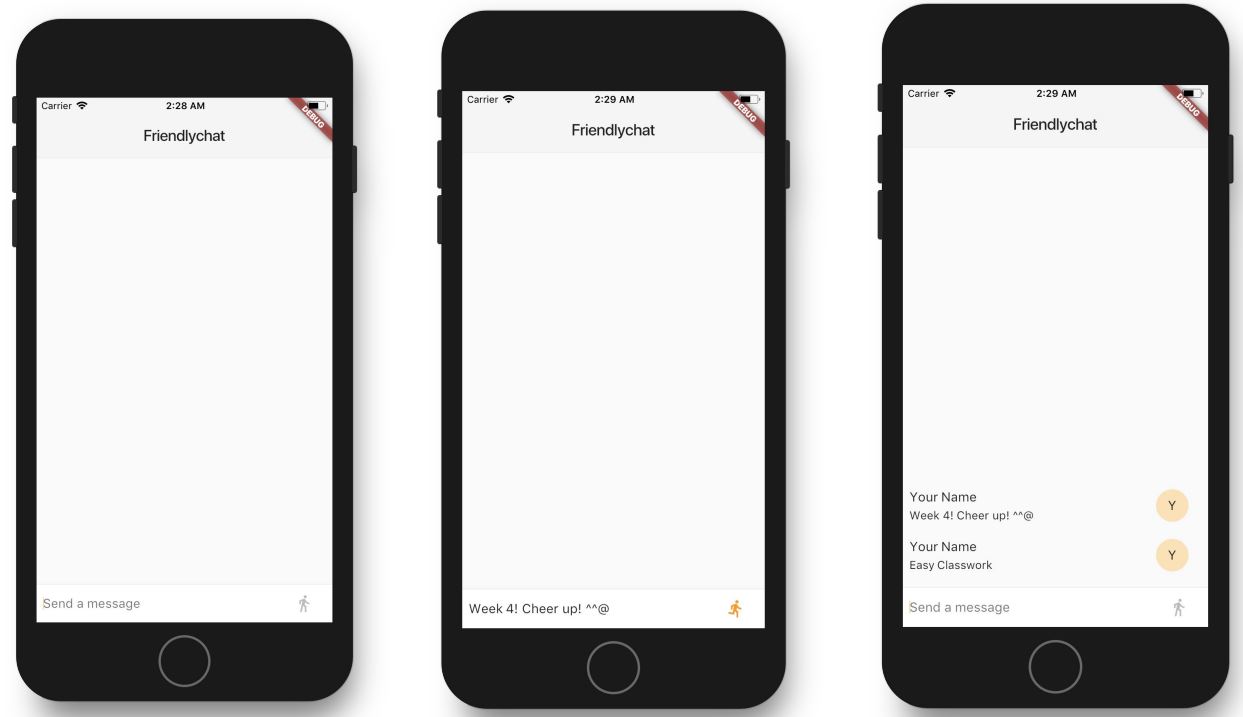 Carrier 2:28 AM
DEBUG
Friendlychat
Send a message
Carrier 2:29 AM
DEBUG
Friendlychat
Week 4! Cheer up! ^^@
Carrier 2:29 AM
DEBUG
Friendlychat
Your Name
Week 4! Cheer up! ^^@
Y
Your Name
Easy Classwork
Y
Send a message